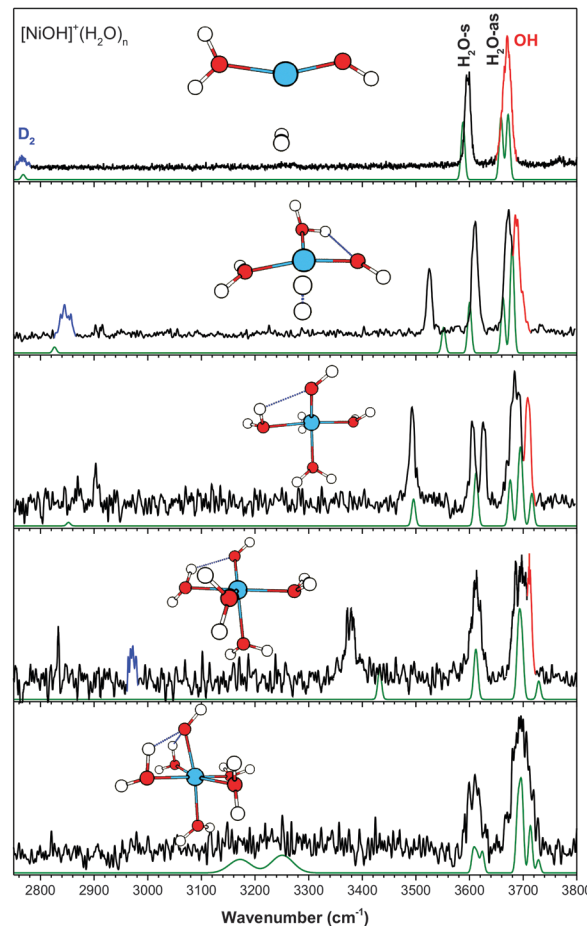 [NiOH]⁺(H₂O)ₙ
H₂O-s
H₂O-as
OH
D₂
2800 2900 3000 3100 3200 3300 3400 3500 3600 3700 3800
Wavenumber (cm⁻¹)